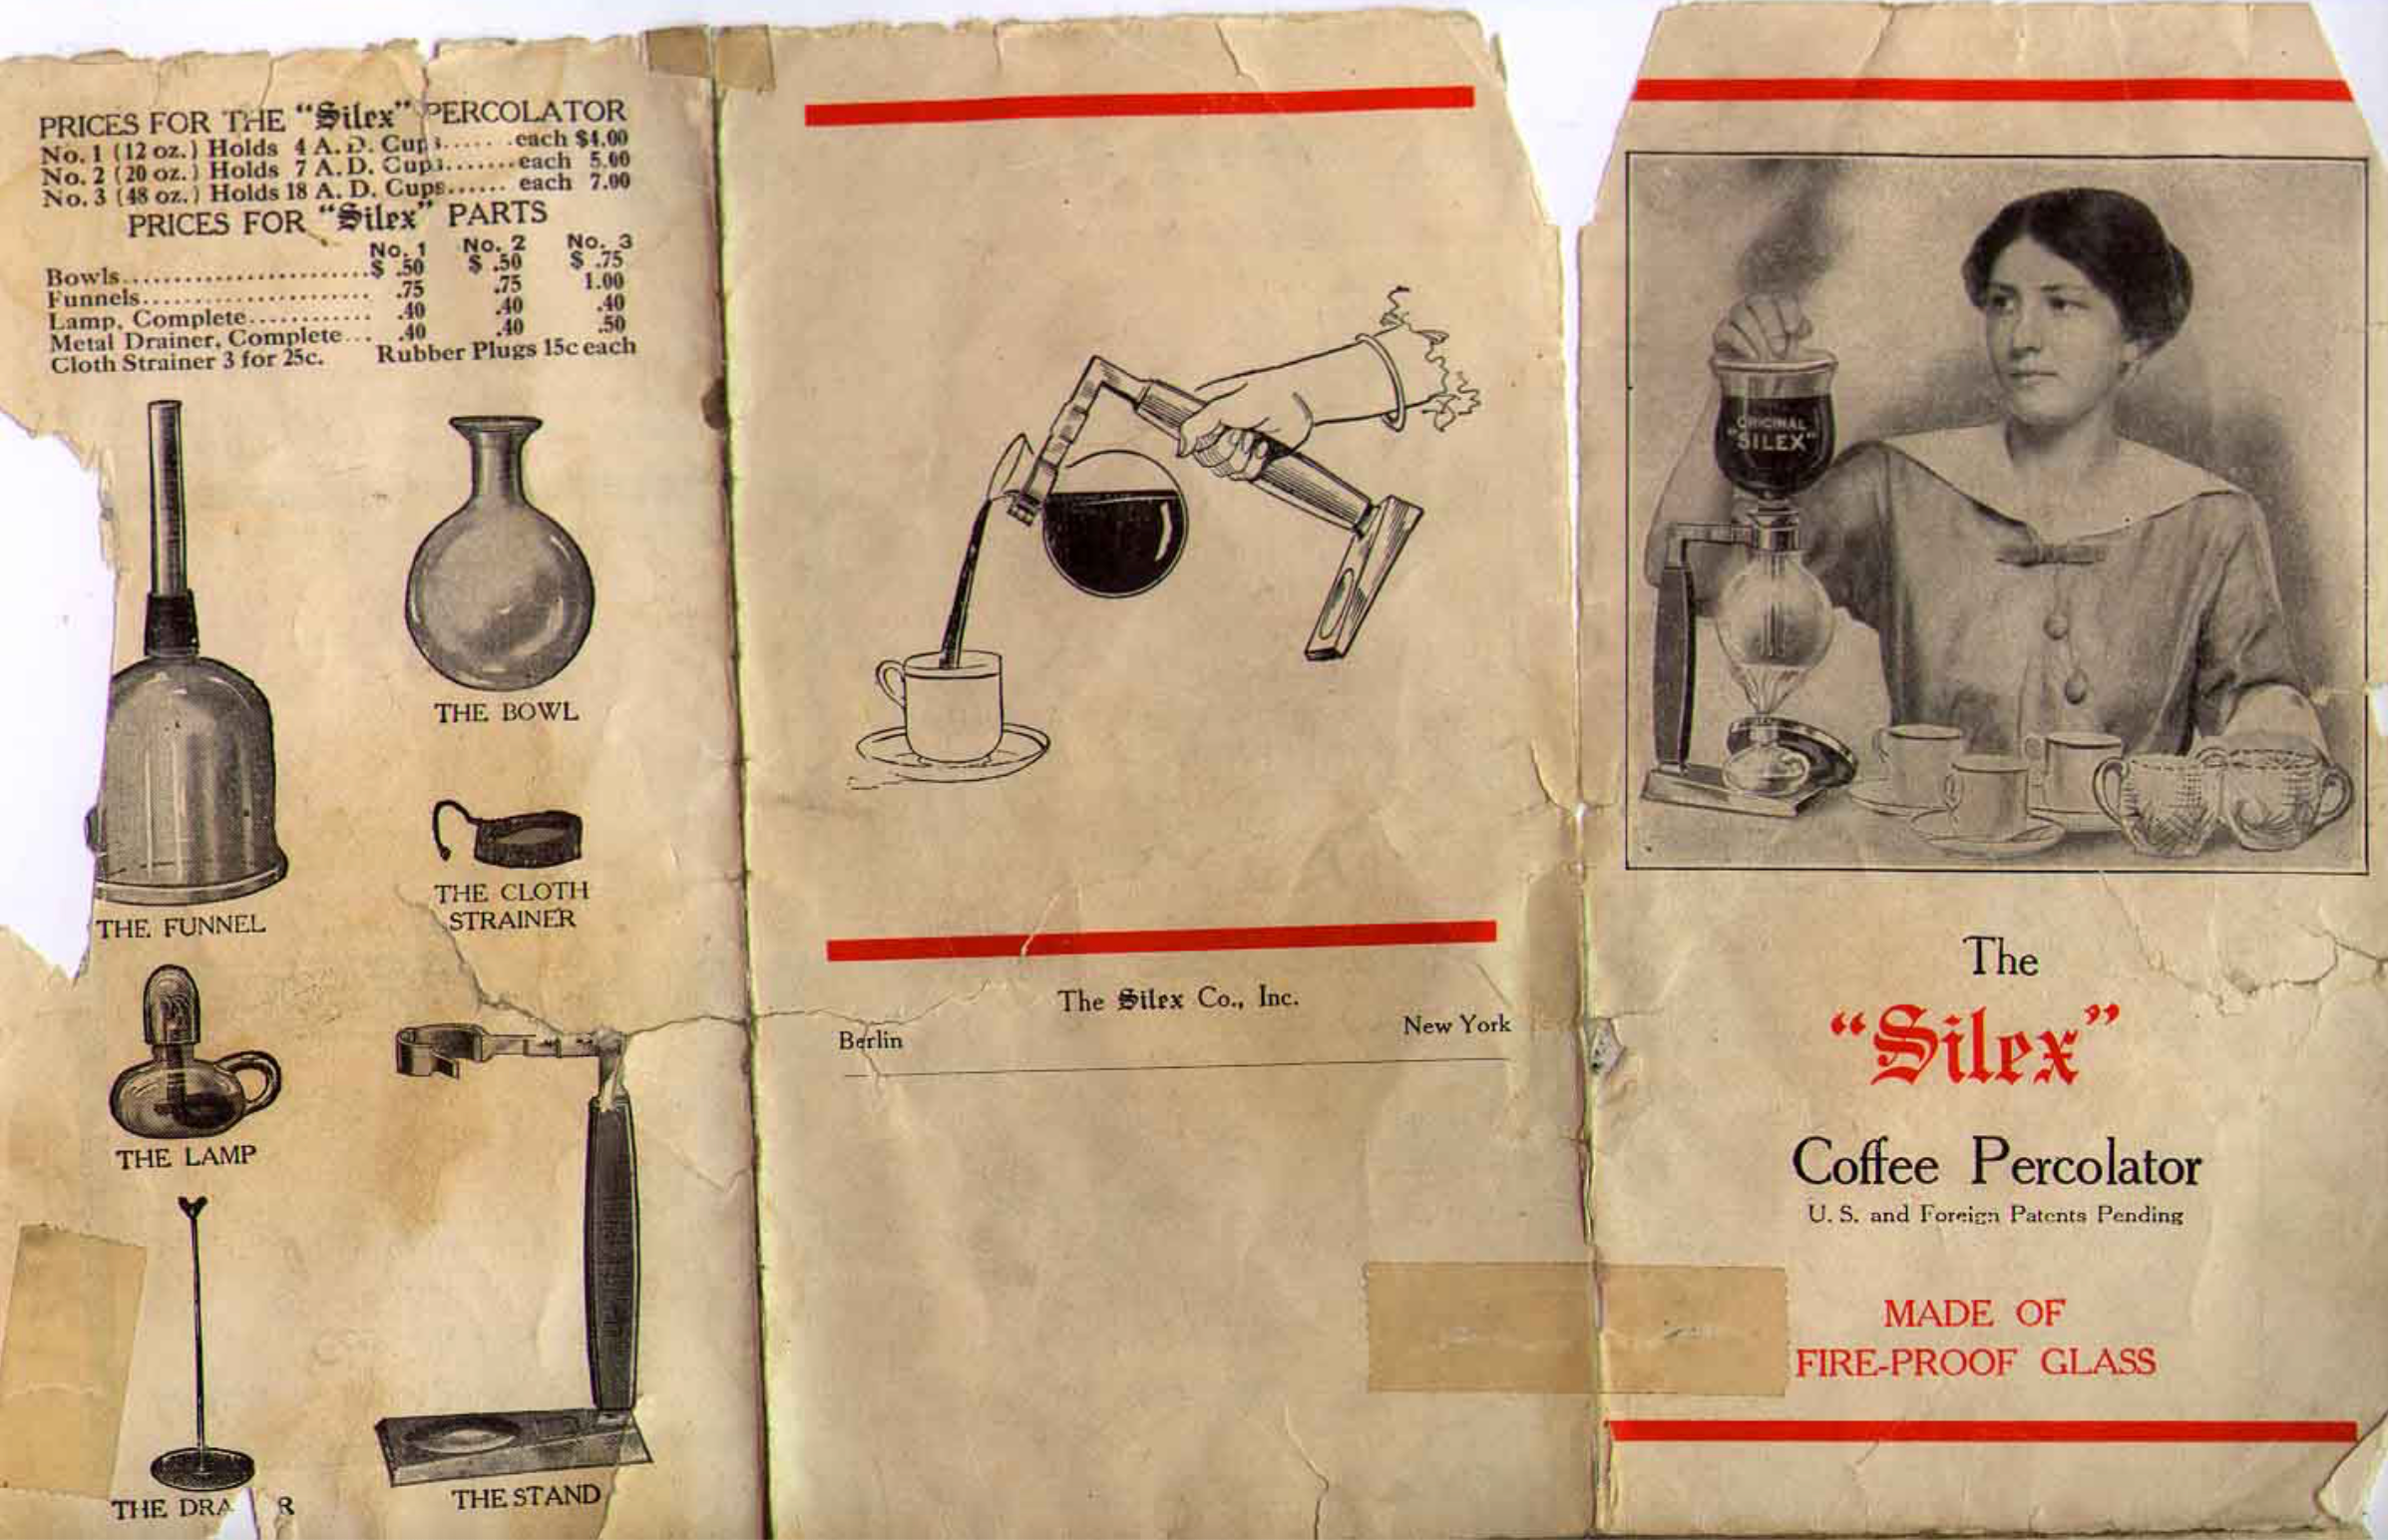 PRICES FOR THE "Silex" PERCOLATOR
No. 1 (12 oz.) Holds 4 A. D. Cups.......each $4.00
No. 2 (20 oz.) Holds 7 A. D. Cups.......each 5.00
No. 3 (48 oz.) Holds 18 A. D. Cups...... each 7.00
PRICES FOR "Silex" PARTS
No. 1 No. 2 No. 3
Bowls........................$ .50 $ .50 $ .75
Funnels...................... .75 .75 1.00
Lamp, Complete............ .40 .40 .40
Metal Drainer, Complete... .40 .40 .50
Cloth Strainer 3 for 25c. Rubber Plugs 15c each
THE BOWL
THE CLOTH
STRAINER
THE FUNNEL
THE LAMP
THE DRA R
THE STAND
The Silex Co., Inc.
Berlin New York
ORIGINAL
"SILEX"
The
"Silex"
Coffee Percolator
U. S. and Foreign Patents Pending
MADE OF
FIRE-PROOF GLASS